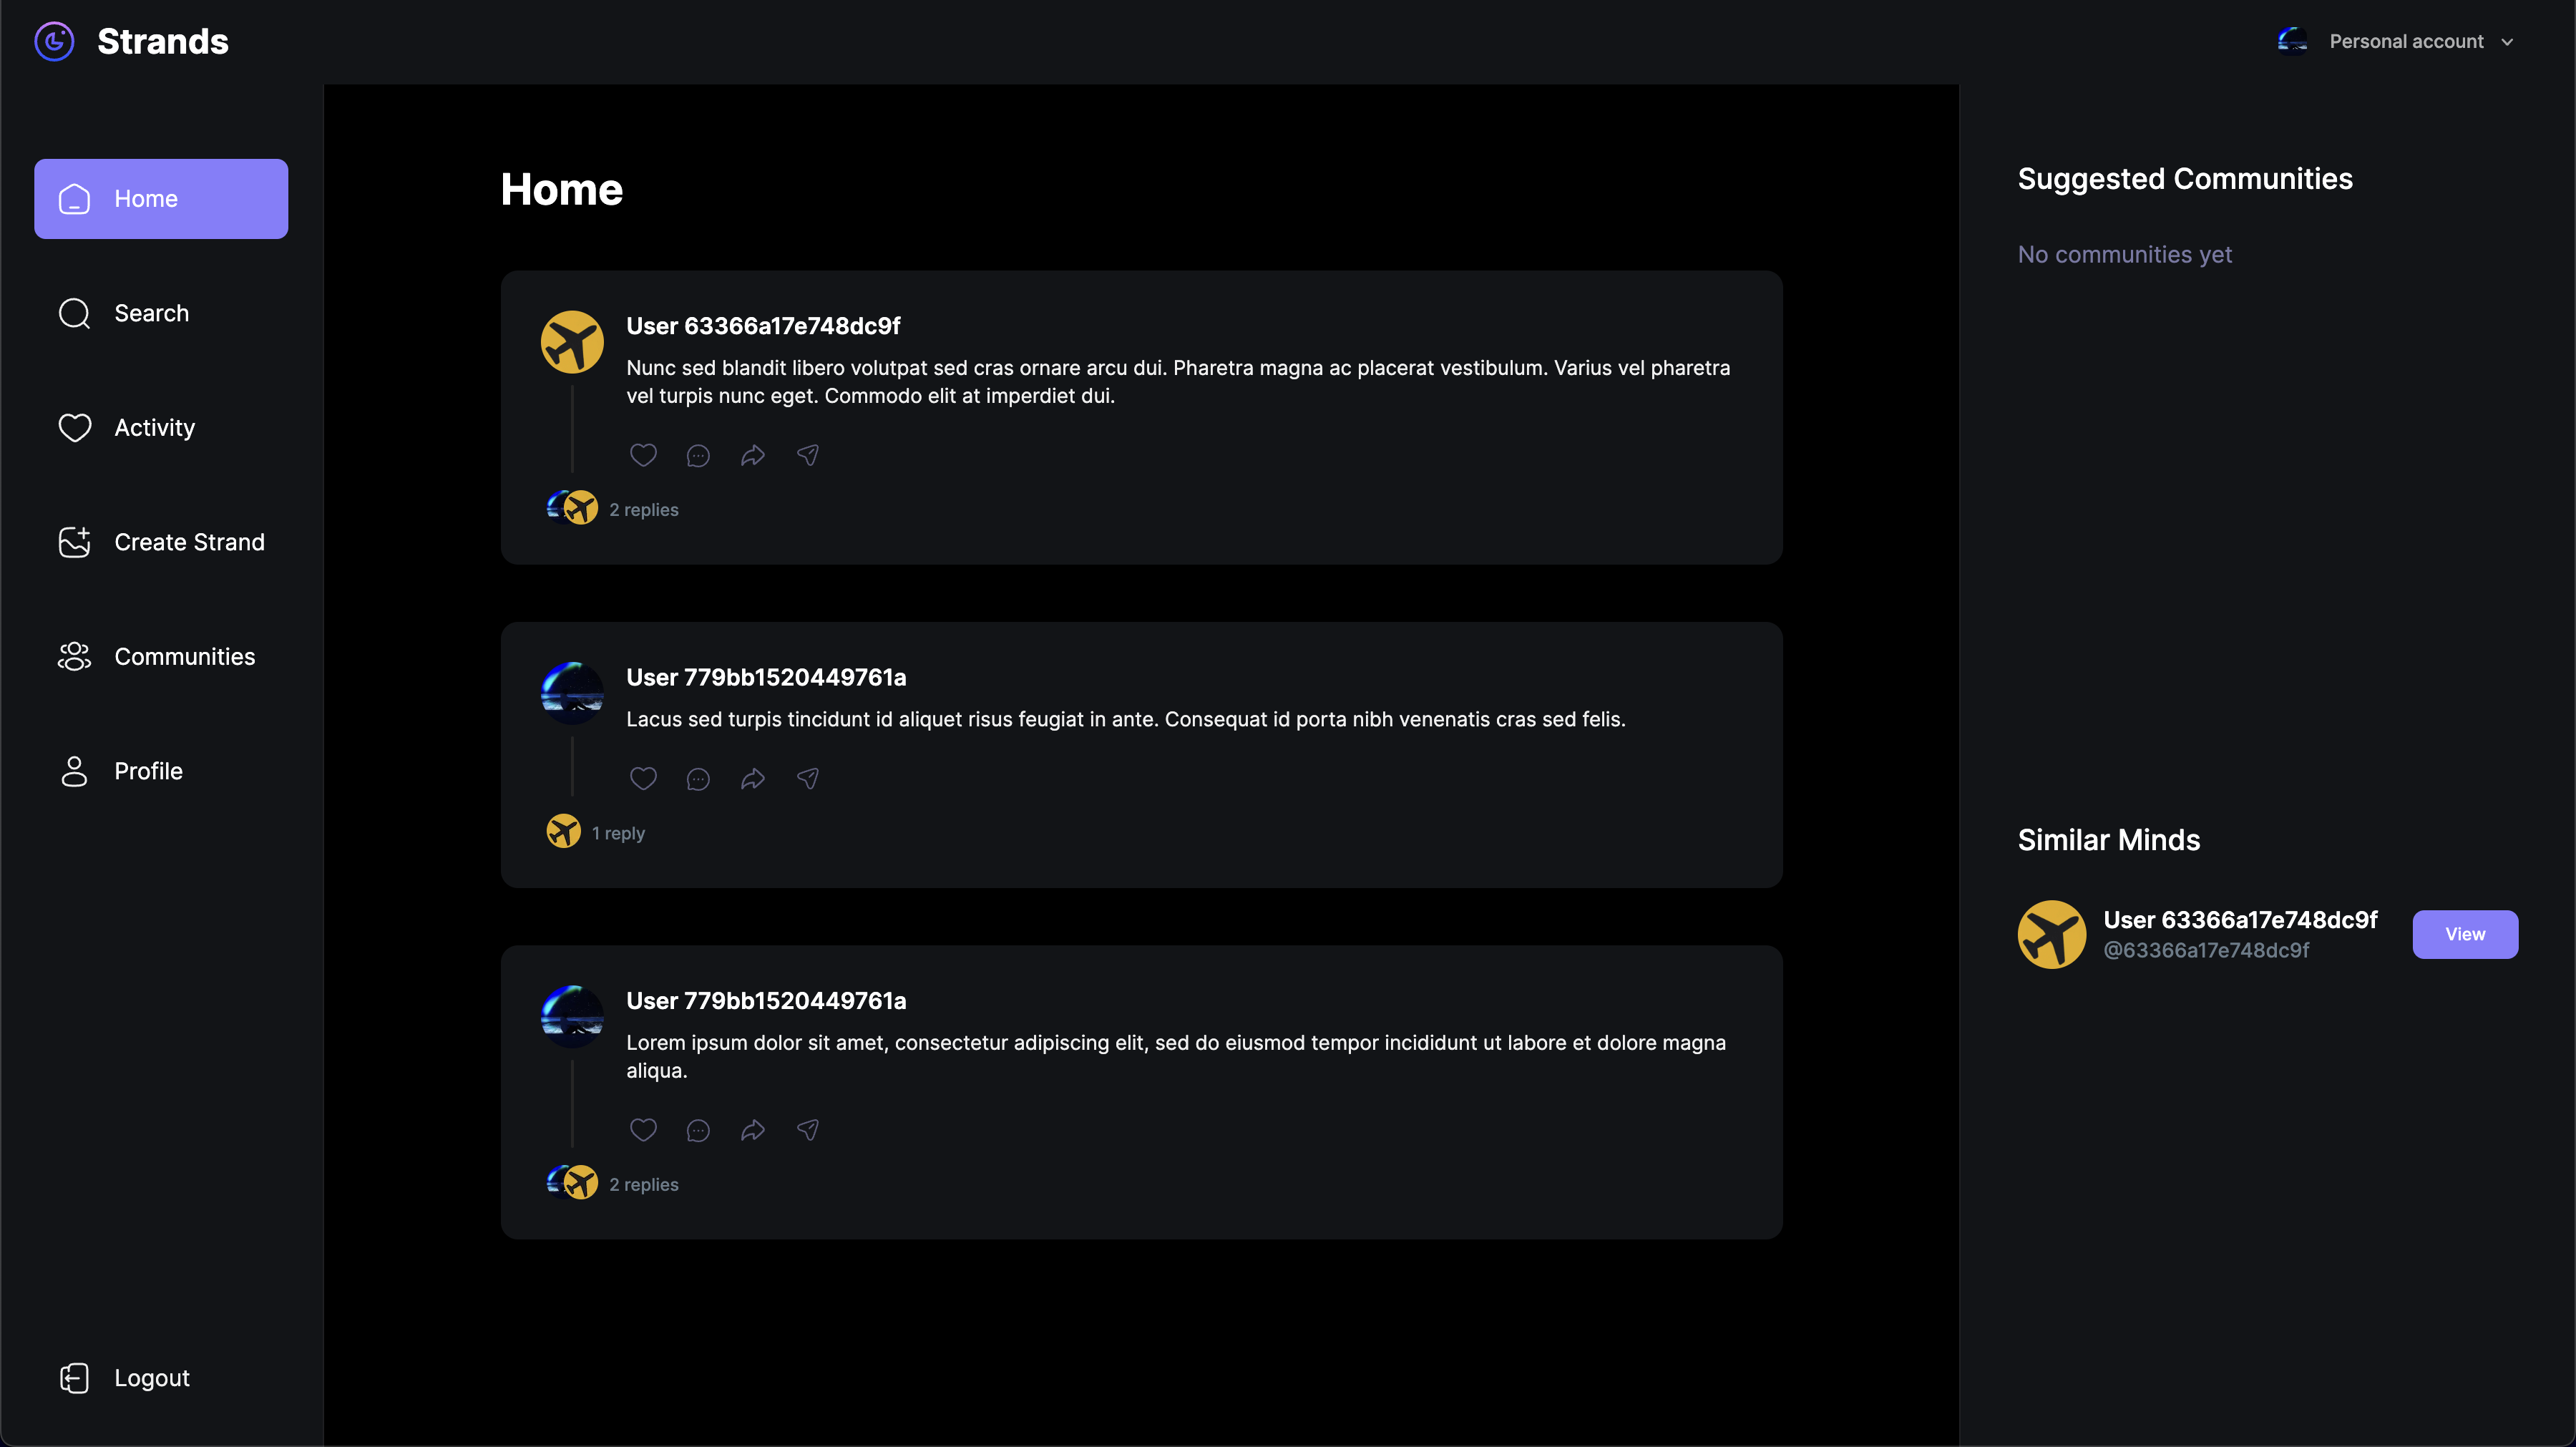 Strands
Personal account
Home
Search
Activity
Create Strand
Communities
Profile
Logout
Home
User 63366a17e748dc9f
Nunc sed blandit libero volutpat sed cras ornare arcu dui. Pharetra magna ac placerat vestibulum. Varius vel pharetra
vel turpis nunc eget. Commodo elit at imperdiet dui.
2 replies
User 779bb1520449761a
Lacus sed turpis tincidunt id aliquet risus feugiat in ante. Consequat id porta nibh venenatis cras sed felis.
1 reply
User 779bb1520449761a
Lorem ipsum dolor sit amet, consectetur adipiscing elit, sed do eiusmod tempor incididunt ut labore et dolore magna
aliqua.
2 replies
Suggested Communities
No communities yet
Similar Minds
User 63366a17e748dc9f
@63366a17e748dc9f
View